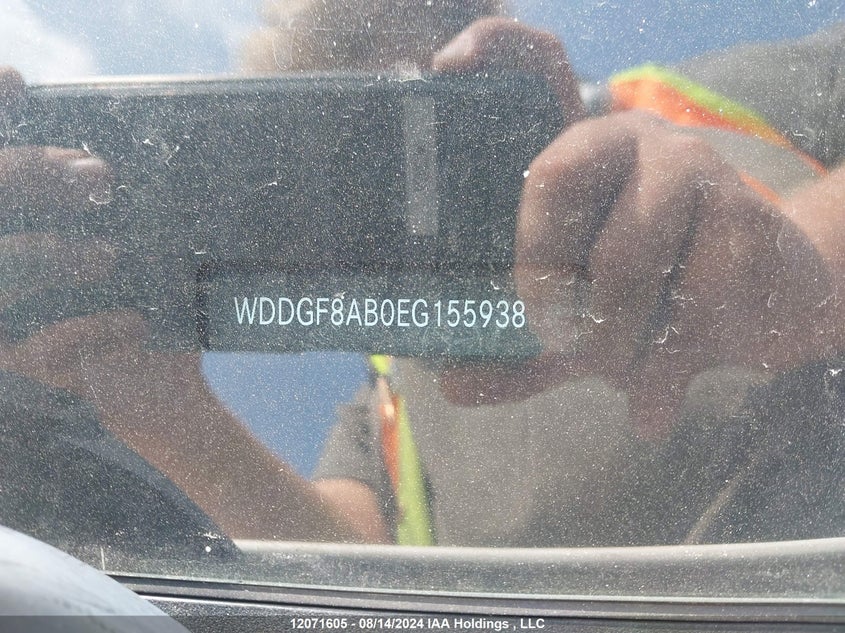 WDDGF8AB0EG155938
12071605 - 08/14/2024 IAA Holdings , LLC